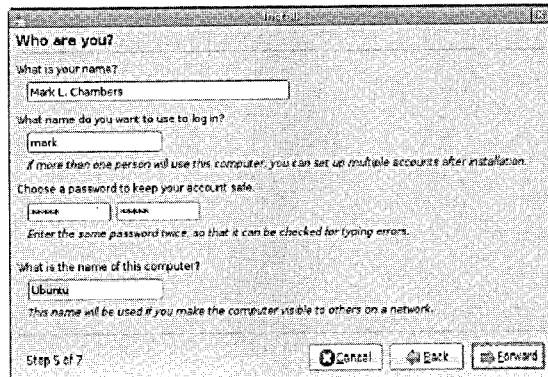 Install
Who are you?
What is your name?
Mark L. Chambers
What name do you want to use to log in?
mark
If more than one person will use this computer, you can set up multiple accounts after installation.
Choose a password to keep your account safe.
***** *****
Enter the same password twice, so that it can be checked for typing errors.
What is the name of this computer?
Ubuntu
This name will be used if you make the computer visible to others on a network.
Step 5 of 7 Cancel Back Forward